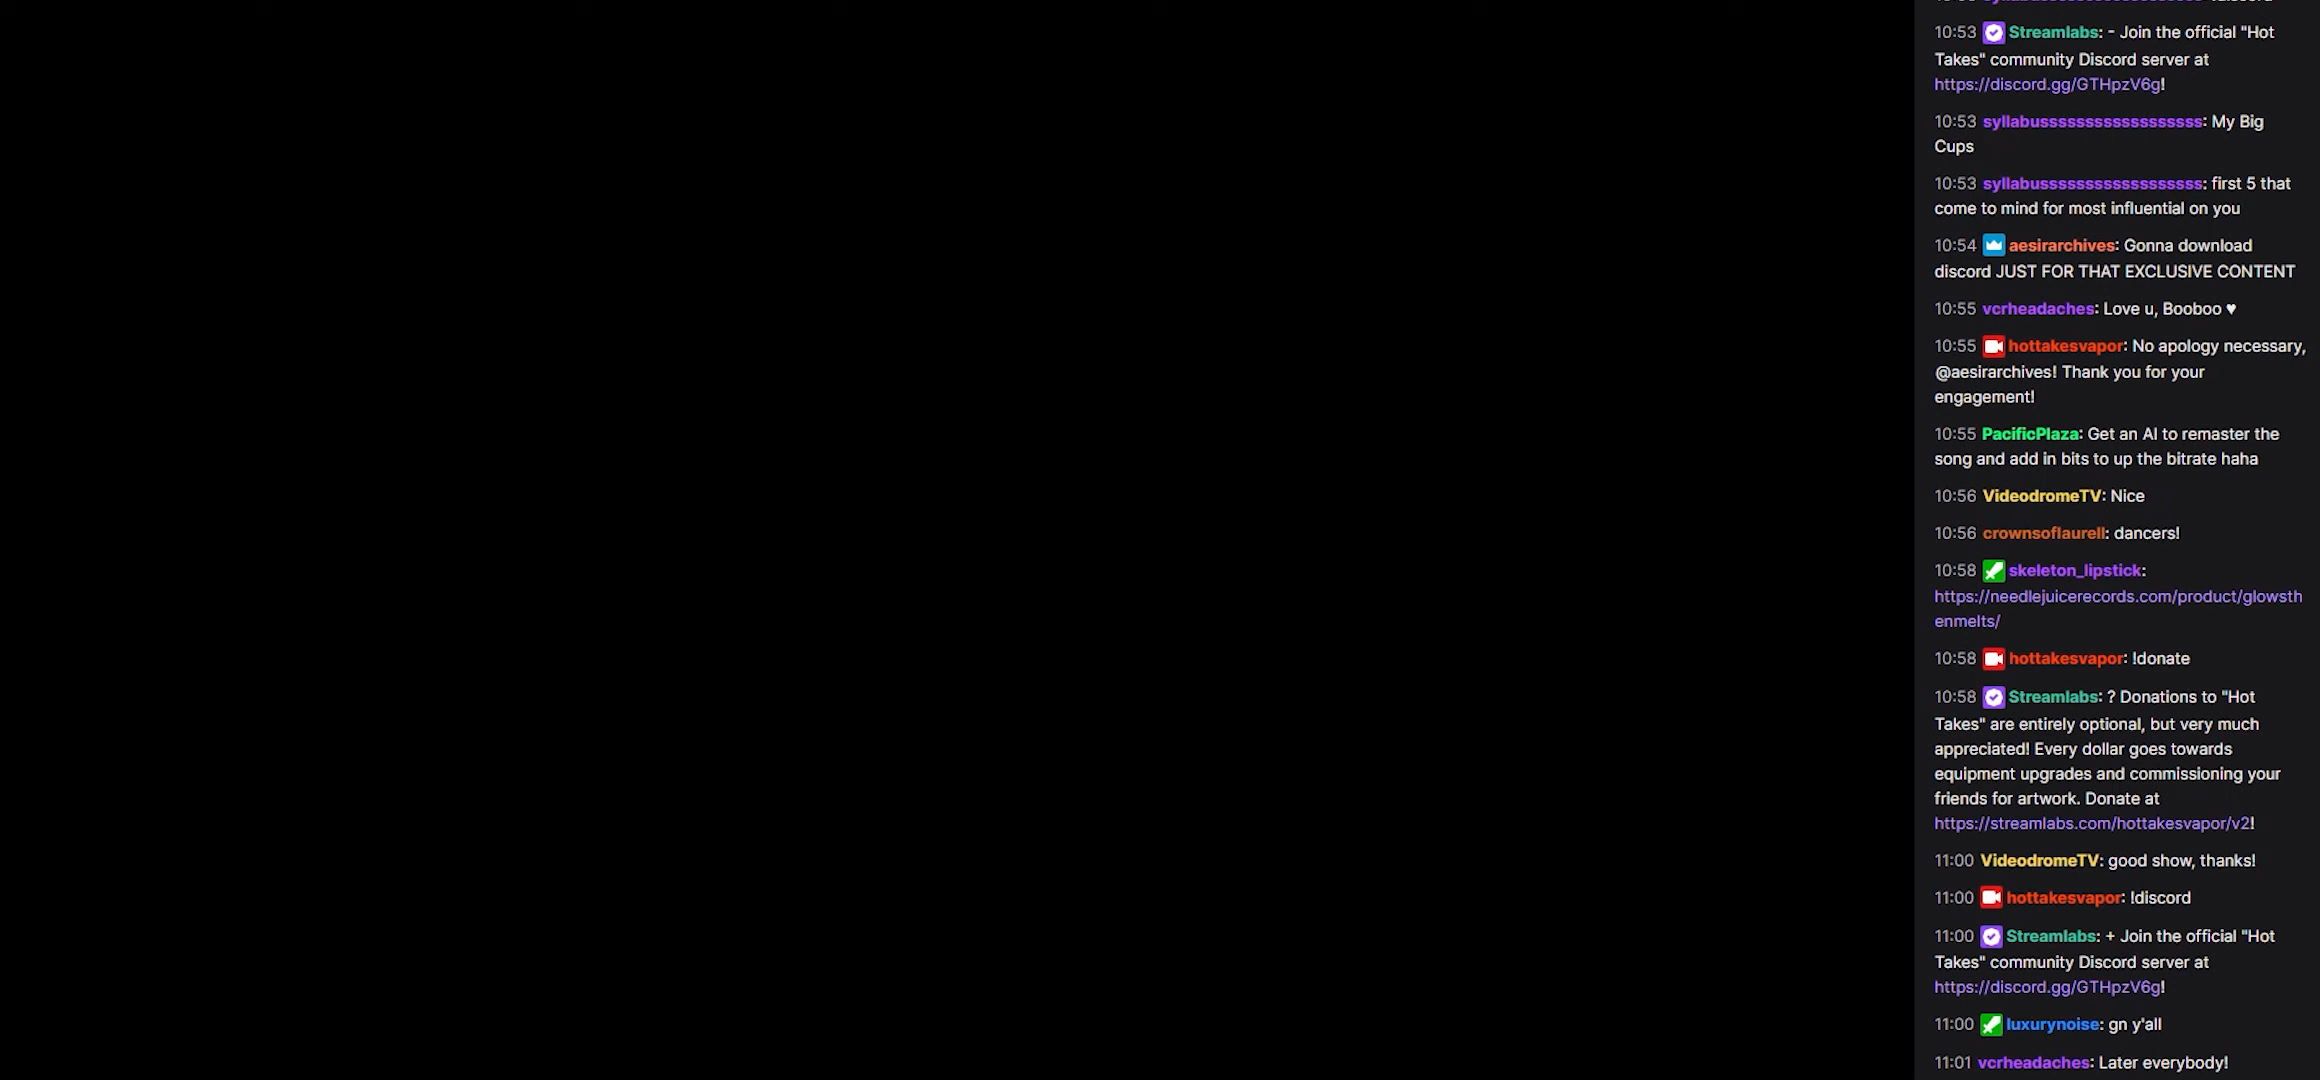 10:53 Streamlabs: - Join the official "Hot
Takes" community Discord server at
https://discord.gg/GTHpzV6g!
10:53 syllabusssssssssssssssssss: My Big
Cups
10:53 syllabusssssssssssssssssss: first 5 that
come to mind for most influential on you
10:54 aesirarchives: Gonna download
discord JUST FOR THAT EXCLUSIVE CONTENT
10:55 vcrheadaches: Love u, Booboo ♥
10:55 hottakesvapor: No apology necessary,
@aesirarchives! Thank you for your
engagement!
10:55 PacificPlaza: Get an AI to remaster the
song and add in bits to up the bitrate haha
10:56 VideodromeTV: Nice
10:56 crownsoflaurell: dancers!
10:58 skeleton_lipstick:
https://needlejuicerecords.com/product/glowsth
enmelts/
10:58 hottakesvapor: !donate
10:58 Streamlabs: ? Donations to "Hot
Takes" are entirely optional, but very much
appreciated! Every dollar goes towards
equipment upgrades and commissioning your
friends for artwork. Donate at
https://streamlabs.com/hottakesvapor/v2!
11:00 VideodromeTV: good show, thanks!
11:00 hottakesvapor: !discord
11:00 Streamlabs: + Join the official "Hot
Takes" community Discord server at
https://discord.gg/GTHpzV6g!
11:00 luxurynoise: gn y'all
11:01 vcrheadaches: Later everybody!